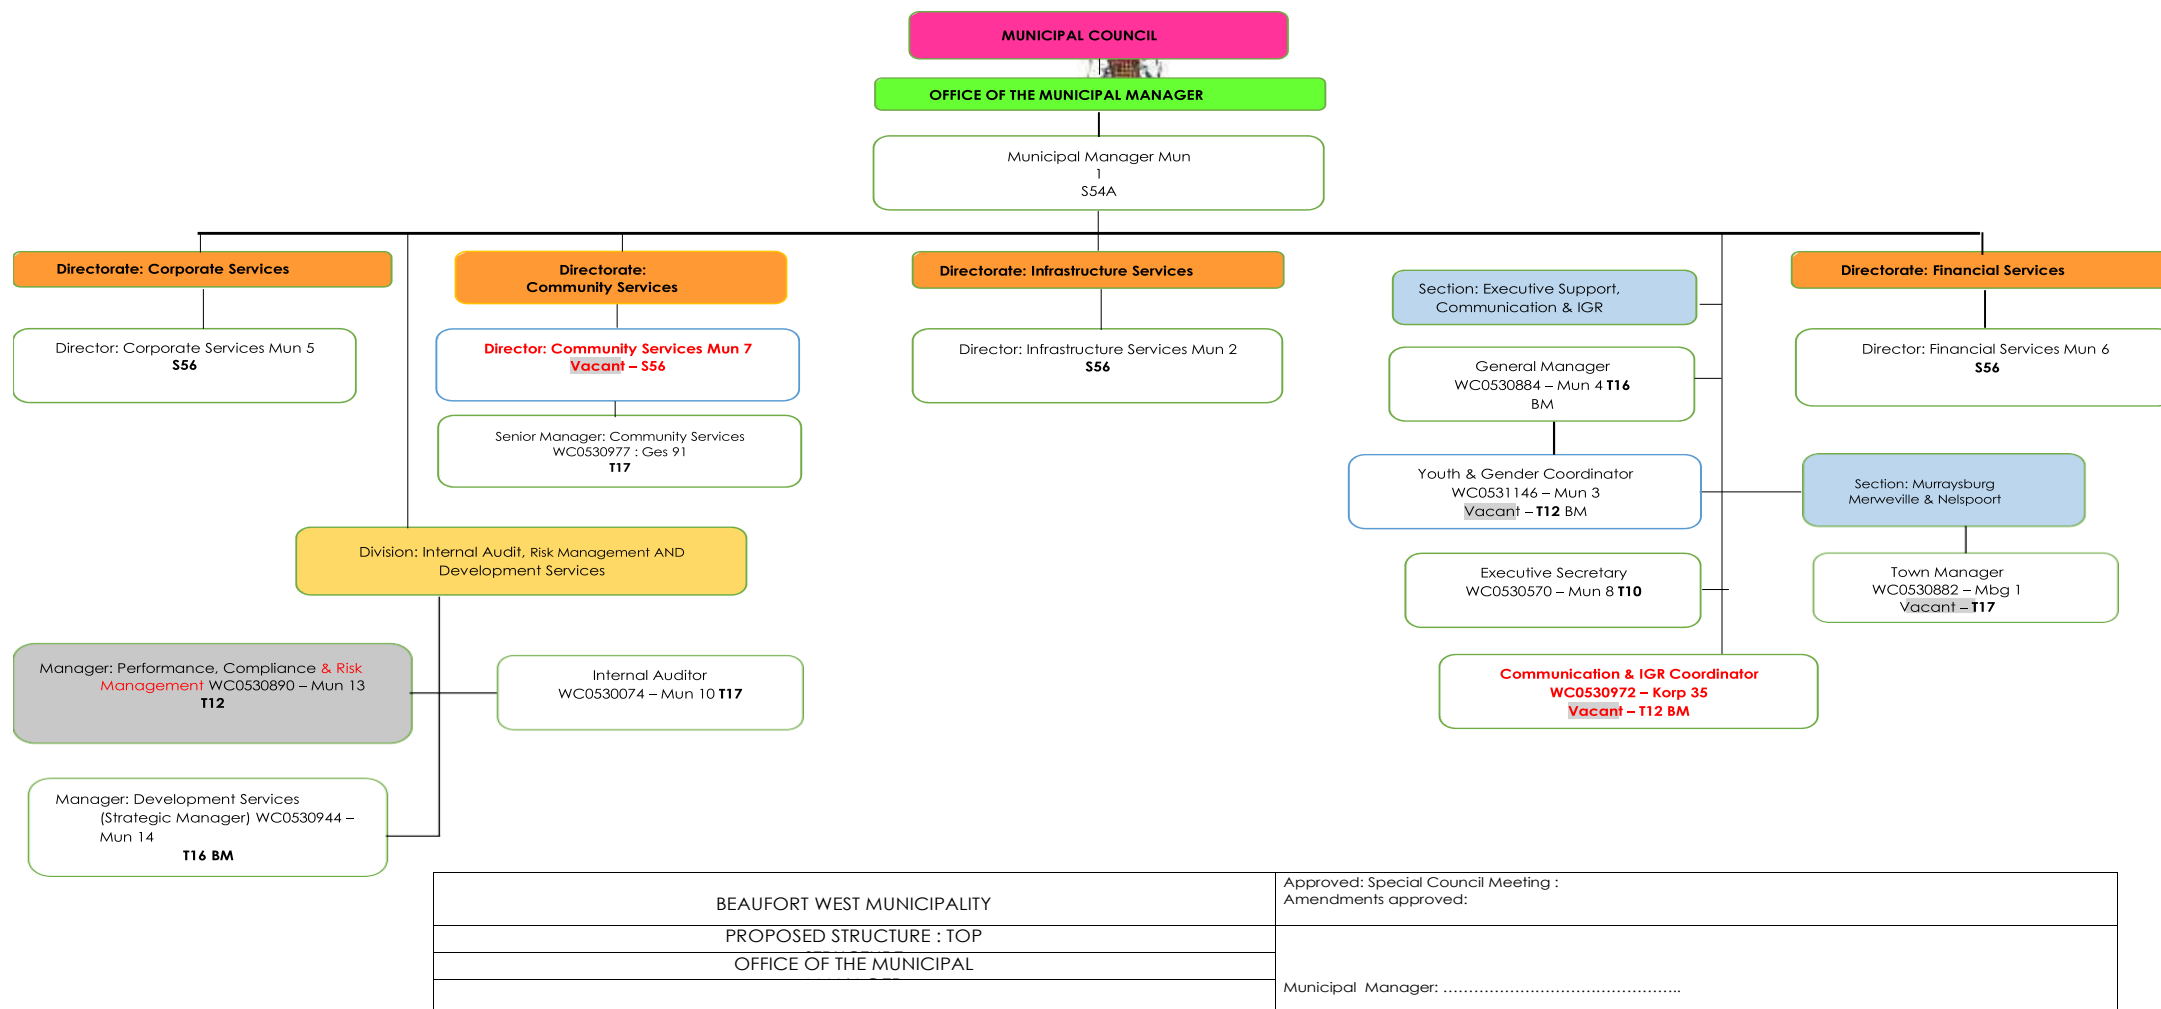 MUNICIPAL COUNCIL
OFFICE OF THE MUNICIPAL MANAGER
Municipal Manager Mun
1
S54A
Directorate: Corporate Services
Director: Corporate Services Mun 5
S56
Directorate:
Community Services
Director: Community Services Mun 7
Vacant – S56
Senior Manager: Community Services
WC0530977 : Ges 91
T17
Directorate: Infrastructure Services
Director: Infrastructure Services Mun 2
S56
Section: Executive Support,
Communication & IGR
General Manager
WC0530884 – Mun 4 T16
BM
Youth & Gender Coordinator
WC0531146 – Mun 3
Vacant – T12 BM
Executive Secretary
WC0530570 – Mun 8 T10
Communication & IGR Coordinator
WC0530972 – Korp 35
Vacant – T12 BM
Directorate: Financial Services
Director: Financial Services Mun 6
S56
Section: Murraysburg
Merweville & Nelspoort
Town Manager
WC0530882 – Mbg 1
Vacant – T17
Division: Internal Audit, Risk Management AND
Development Services
Manager: Performance, Compliance & Risk
Management WC0530890 – Mun 13
T12
Internal Auditor
WC0530074 – Mun 10 T17
Manager: Development Services
(Strategic Manager) WC0530944 –
Mun 14
T16 BM
BEAUFORT WEST MUNICIPALITY
PROPOSED STRUCTURE : TOP
OFFICE OF THE MUNICIPAL
Approved: Special Council Meeting :
Amendments approved:
Municipal Manager: ………………………………………..